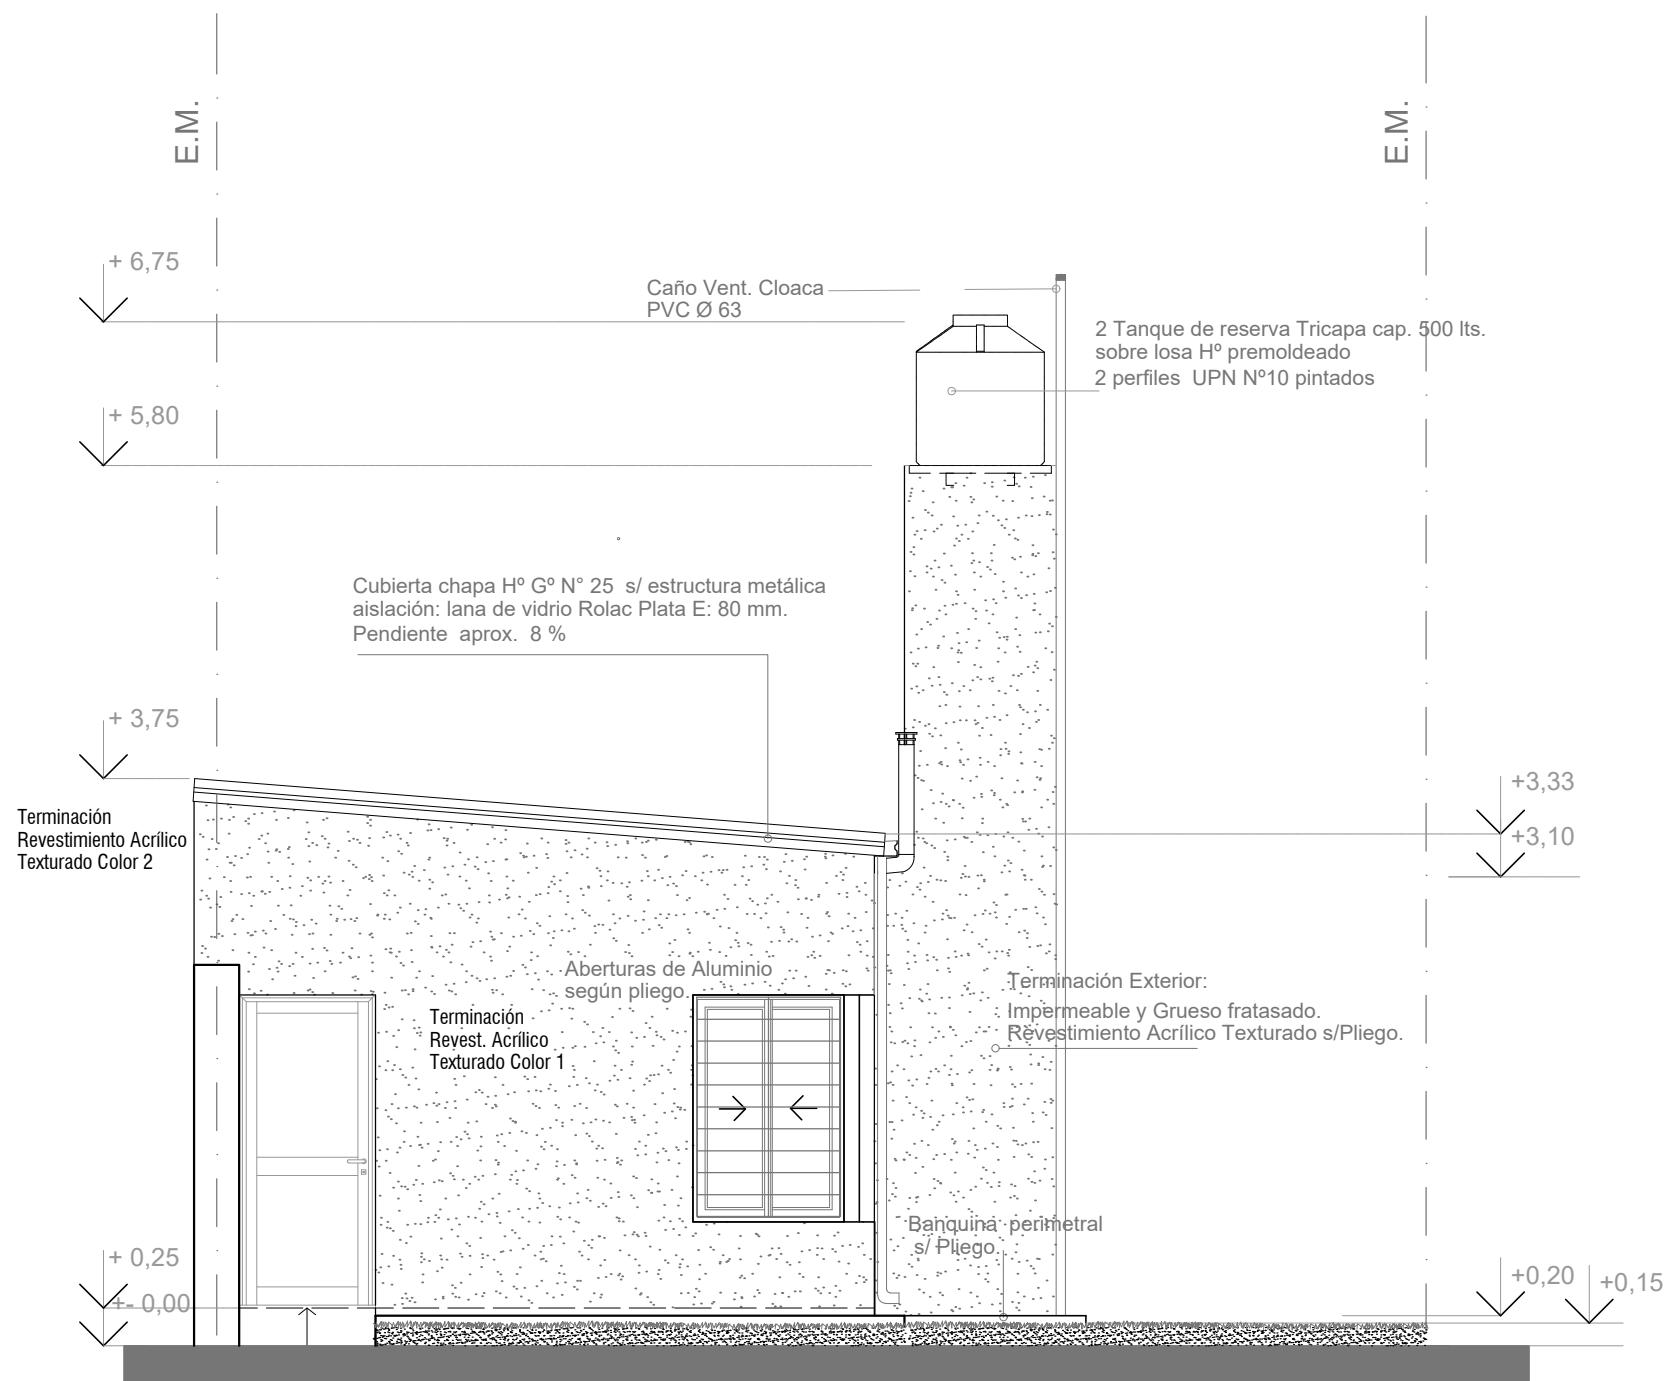 E.M.
E.M.
+ 6,75
Caño Vent. Cloaca
PVC Ø 63
2 Tanque de reserva Tricapa cap. 500 lts.
sobre losa Hº premoldeado
2 perfiles UPN Nº10 pintados
+ 5,80
Cubierta chapa Hº Gº N° 25 s/ estructura metálica
aislación: lana de vidrio Rolac Plata E: 80 mm.
Pendiente aprox. 8 %
+ 3,75
+3,33
+3,10
Terminación
Revestimiento Acrílico
Texturado Color 2
Aberturas de Aluminio
según pliego.
Terminación
Revest. Acrílico
Texturado Color 1
Terminación Exterior:
Impermeable y Grueso fratasado.
Revestimiento Acrílico Texturado s/Pliego.
Banquina perimetral
s/ Pliego.
+ 0,25
+- 0,00
+0,20
+0,15